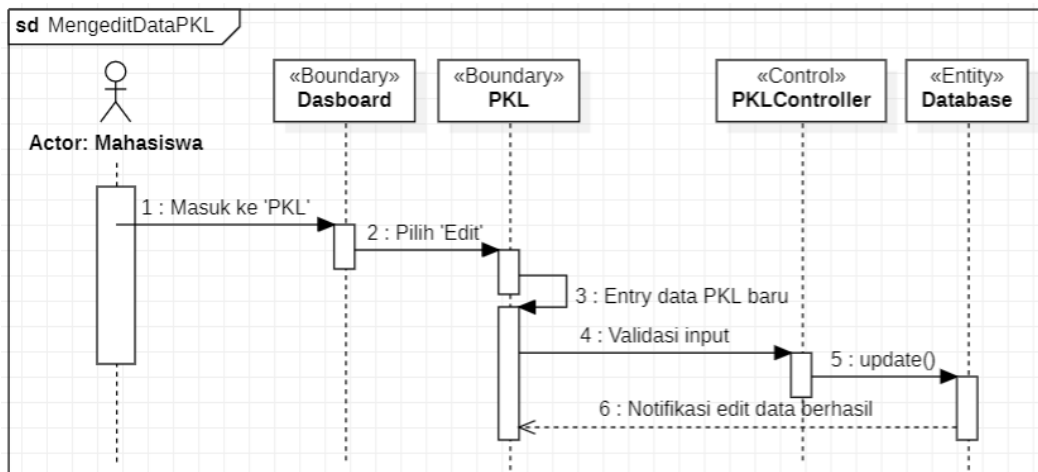 sd MengeditDataPKL
«Boundary»
Dasboard
«Boundary»
PKL
«Control»
PKLController
«Entity»
Database
Actor: Mahasiswa
1 : Masuk ke 'PKL'
2 : Pilih 'Edit'
3 : Entry data PKL baru
4 : Validasi input
5 : update()
6 : Notifikasi edit data berhasil